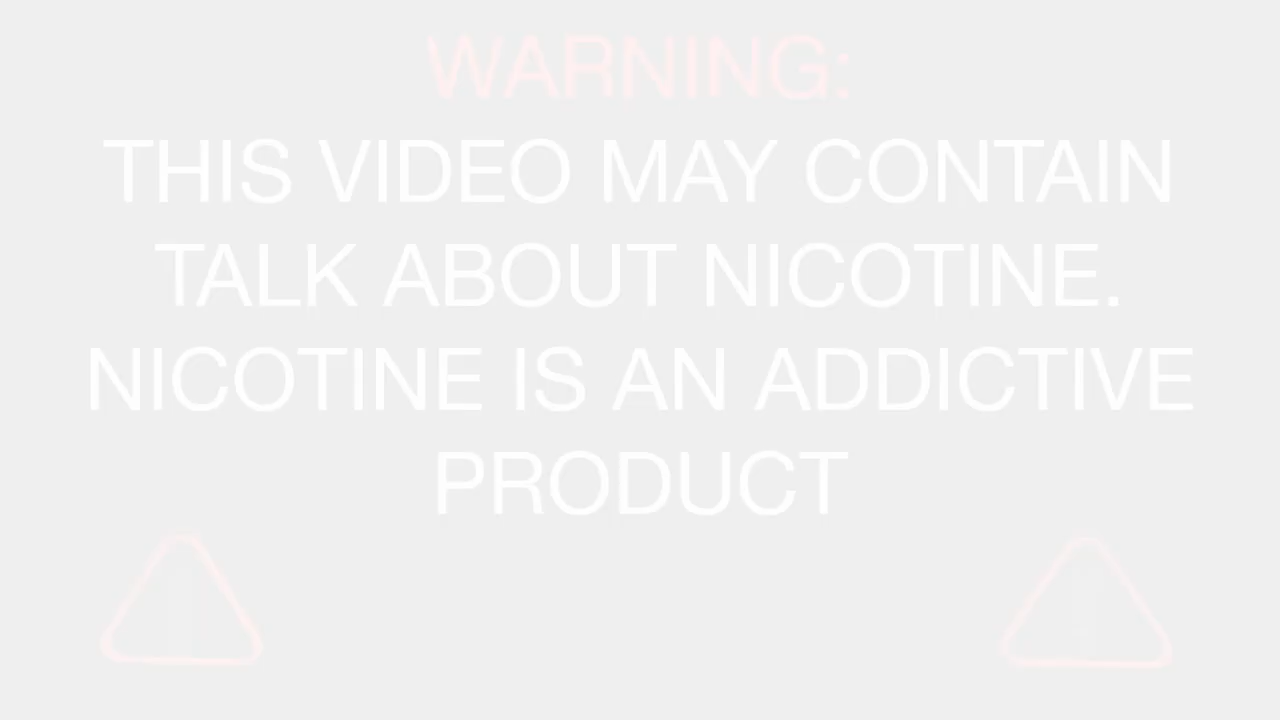 WARNING:
THIS VIDEO MAY CONTAIN
TALK ABOUT NICOTINE.
NICOTINE IS AN ADDICTIVE
PRODUCT